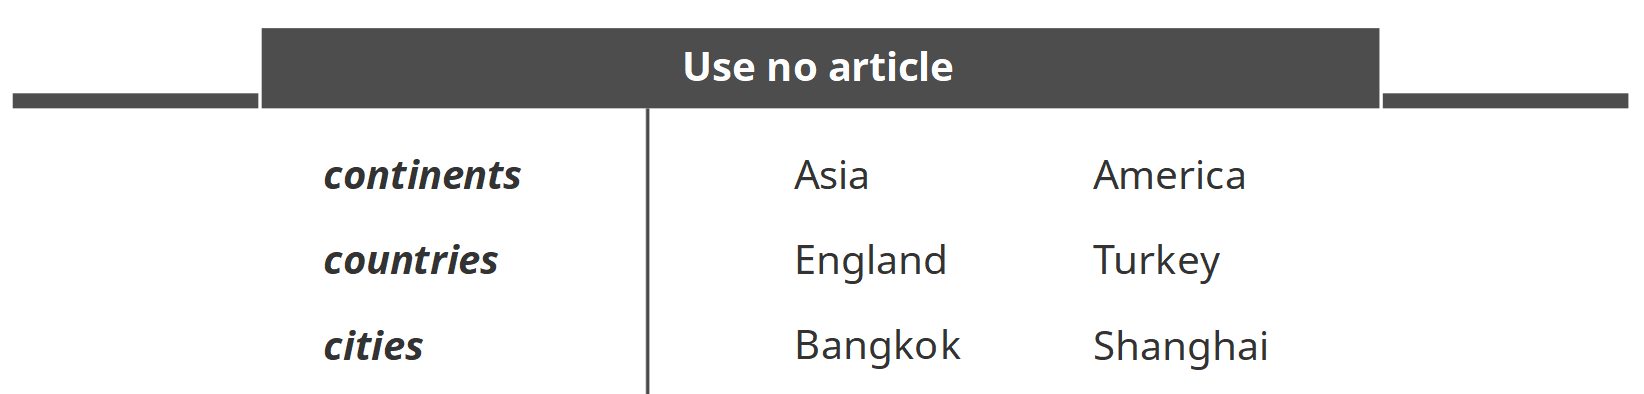 Use no article
continents Asia America
countries England Turkey
cities Bangkok Shanghai